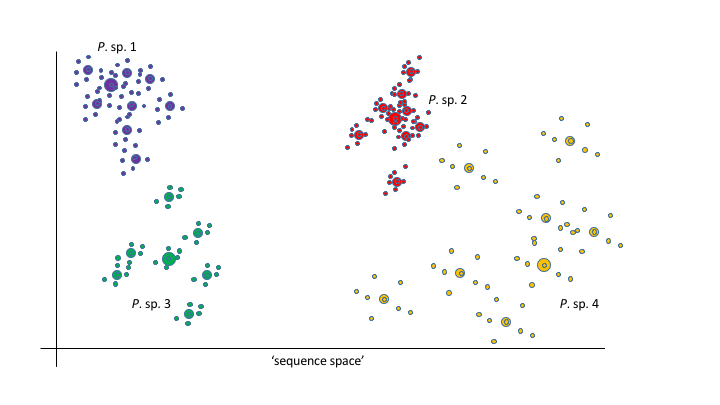 P. sp. 1
P. sp. 2
P. sp. 3
P. sp. 4
‘sequence space’